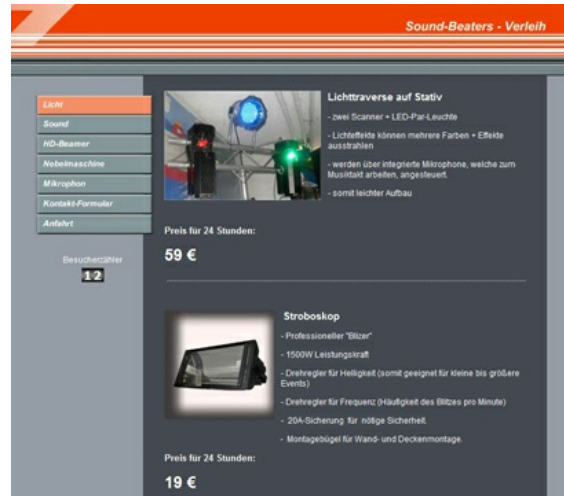 Sound-Beaters - Verleih
Licht
Sound
HD-Beamer
Nebelmaschine
Mikrophon
Kontakt-Formular
Anfahrt
Besucherzähler
12
Lichttraverse auf Stativ
- zwei Scanner + LED-Par-Leuchte
- Lichteffekte können mehrere Farben + Effekte
ausstrahlen
- werden über integrierte Mikrophone, welche zum
Musiktakt arbeiten, angesteuert.
- somit leichter Aufbau
Preis für 24 Stunden:
59 €
Stroboskop
- Professioneller "Blizer"
- 1500W Leistungskraft
- Drehregler für Helligkeit (somit geeignet für kleine bis größere
Events)
- Drehregler für Frequenz (Häufigkeit des Blitzes pro Minute)
- 20A-Sicherung für nötige Sicherheit.
- Montagebügel für Wand- und Deckenmontage.
Preis für 24 Stunden:
19 €